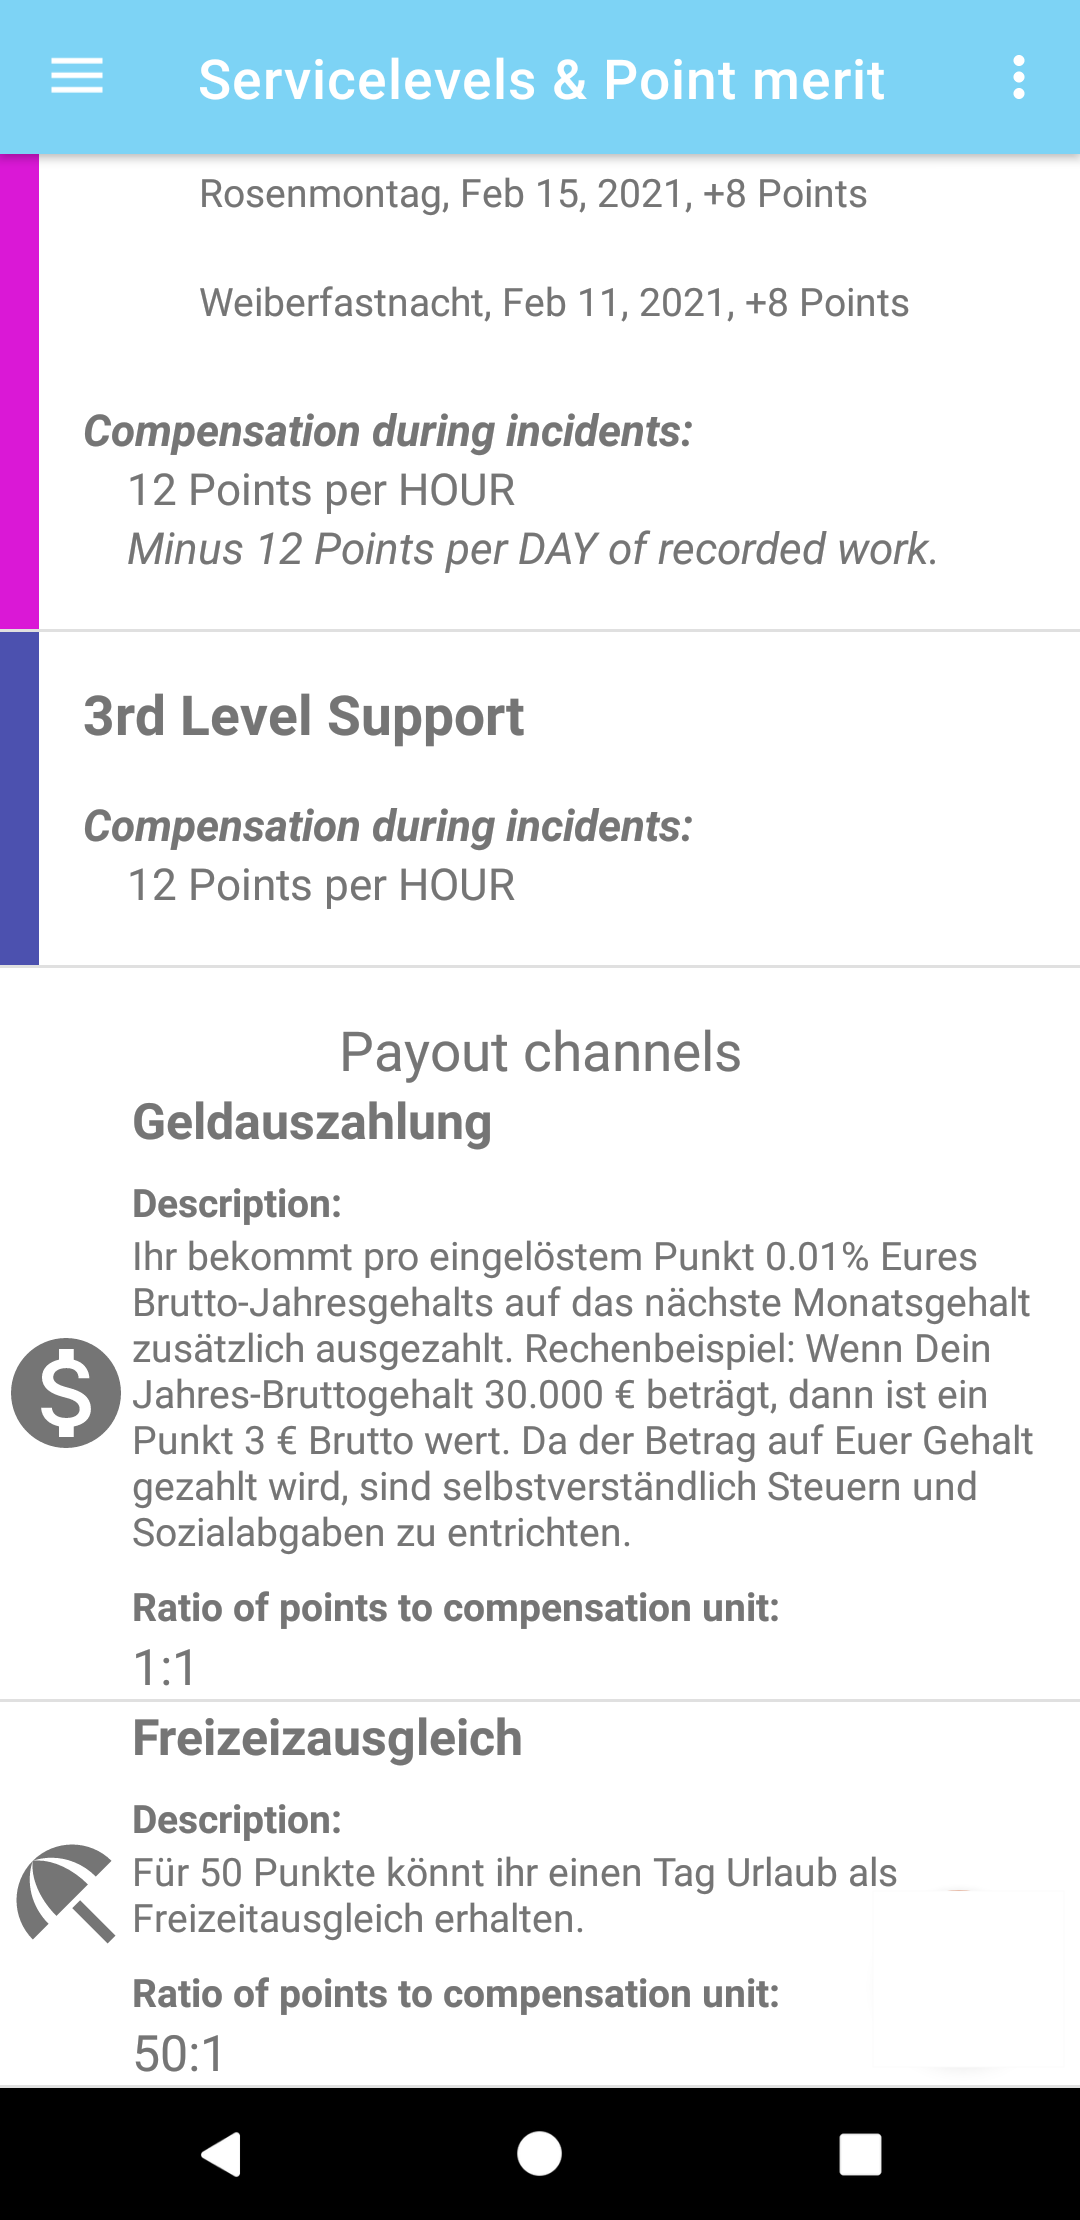 Servicelevels & Point merit
Rosenmontag, Feb 15, 2021, +8 Points
Weiberfastnacht, Feb 11, 2021, +8 Points
Compensation during incidents:
12 Points per HOUR
Minus 12 Points per DAY of recorded work.
3rd Level Support
Compensation during incidents:
12 Points per HOUR
Payout channels
Geldauszahlung
Description:
Ihr bekommt pro eingelöstem Punkt 0.01% Eures
Brutto-Jahresgehalts auf das nächste Monatsgehalt
zusätzlich ausgezahlt. Rechenbeispiel: Wenn Dein
Jahres-Bruttogehalt 30.000 € beträgt, dann ist ein
Punkt 3 € Brutto wert. Da der Betrag auf Euer Gehalt
gezahlt wird, sind selbstverständlich Steuern und
Sozialabgaben zu entrichten.
Ratio of points to compensation unit:
1:1
Freizeizausgleich
Description:
Für 50 Punkte könnt ihr einen Tag Urlaub als
Freizeitausgleich erhalten.
Ratio of points to compensation unit:
50:1